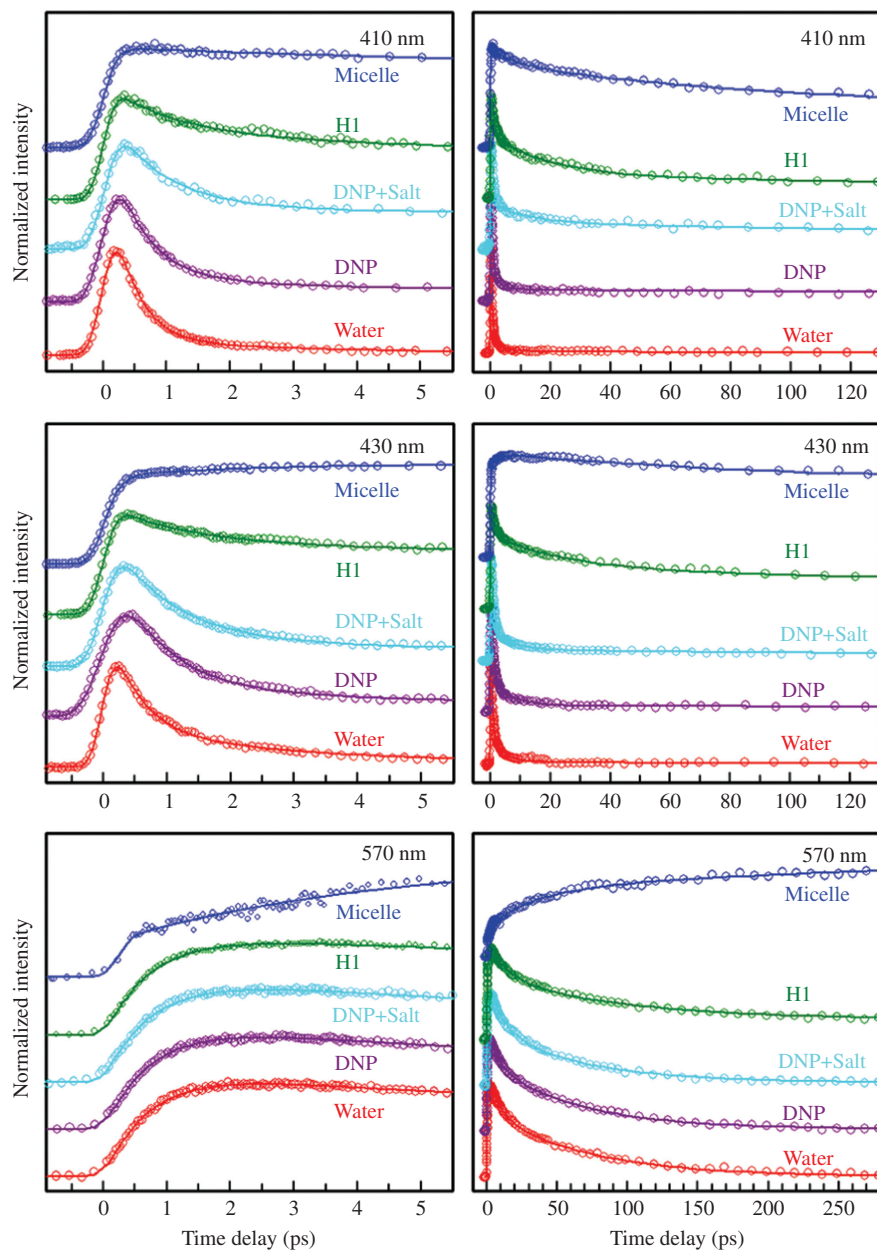 410 nm
Micelle
H1
DNP+Salt
DNP
Water
Normalized intensity
0 1 2 3 4 5
410 nm
Micelle
H1
DNP+Salt
DNP
Water
0 20 40 60 80 100 120
430 nm
Micelle
H1
DNP+Salt
DNP
Water
Normalized intensity
0 1 2 3 4 5
430 nm
Micelle
H1
DNP+Salt
DNP
Water
0 20 40 60 80 100 120
570 nm
Micelle
H1
DNP+Salt
DNP
Water
Normalized intensity
0 1 2 3 4 5
Time delay (ps)
570 nm
Micelle
H1
DNP+Salt
DNP
Water
0 50 100 150 200 250
Time delay (ps)